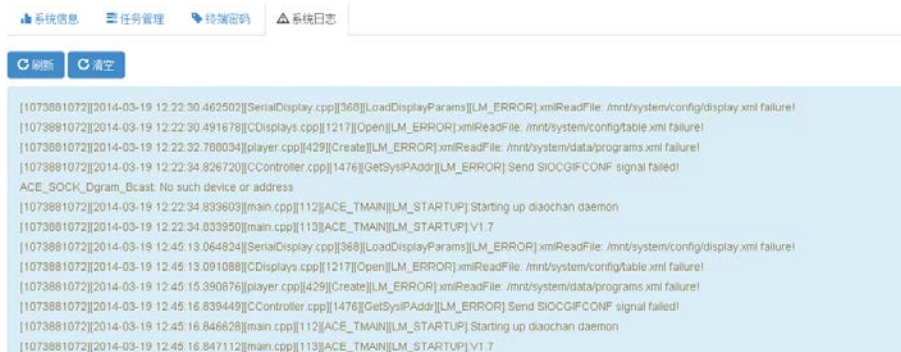 系统信息 任务管理 终端密码 系统日志
刷新 清空
[1073881072][2014-03-19 12:22:30.462502][SerialDisplay.cpp][368][LoadDisplayParams][LM_ERROR]:xmlReadFile: /mnt/system/config/display.xml failure!
[1073881072][2014-03-19 12:22:30.491678][CDisplays.cpp][1217][Open][LM_ERROR]:xmlReadFile: /mnt/system/config/table.xml failure!
[1073881072][2014-03-19 12:22:32.788034][player.cpp][429][Create][LM_ERROR]:xmlReadFile: /mnt/system/data/programs.xml failure!
[1073881072][2014-03-19 12:22:34.826720][CController.cpp][1476][GetSysIPAddr][LM_ERROR]:Send SIOCGIFCONF signal failed!
ACE_SOCK_Dgram_Bcast: No such device or address
[1073881072][2014-03-19 12:22:34.833603][main.cpp][112][ACE_TMAIN][LM_STARTUP]:Starting up diaochan daemon
[1073881072][2014-03-19 12:22:34.833950][main.cpp][113][ACE_TMAIN][LM_STARTUP]:V1.7
[1073881072][2014-03-19 12:45:13.064824][SerialDisplay.cpp][368][LoadDisplayParams][LM_ERROR]:xmlReadFile: /mnt/system/config/display.xml failure!
[1073881072][2014-03-19 12:45:13.091088][CDisplays.cpp][1217][Open][LM_ERROR]:xmlReadFile: /mnt/system/config/table.xml failure!
[1073881072][2014-03-19 12:45:15.390876][player.cpp][429][Create][LM_ERROR]:xmlReadFile: /mnt/system/data/programs.xml failure!
[1073881072][2014-03-19 12:45:16.839449][CController.cpp][1476][GetSysIPAddr][LM_ERROR]:Send SIOCGIFCONF signal failed!
[1073881072][2014-03-19 12:45:16.846628][main.cpp][112][ACE_TMAIN][LM_STARTUP]:Starting up diaochan daemon
[1073881072][2014-03-19 12:45:16.847112][main.cpp][113][ACE_TMAIN][LM_STARTUP]:V1.7